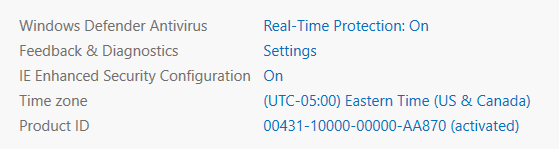 Windows Defender Antivirus Real-Time Protection: On
Feedback & Diagnostics Settings
IE Enhanced Security Configuration On
Time zone (UTC-05:00) Eastern Time (US & Canada)
Product ID 00431-10000-00000-AA870 (activated)